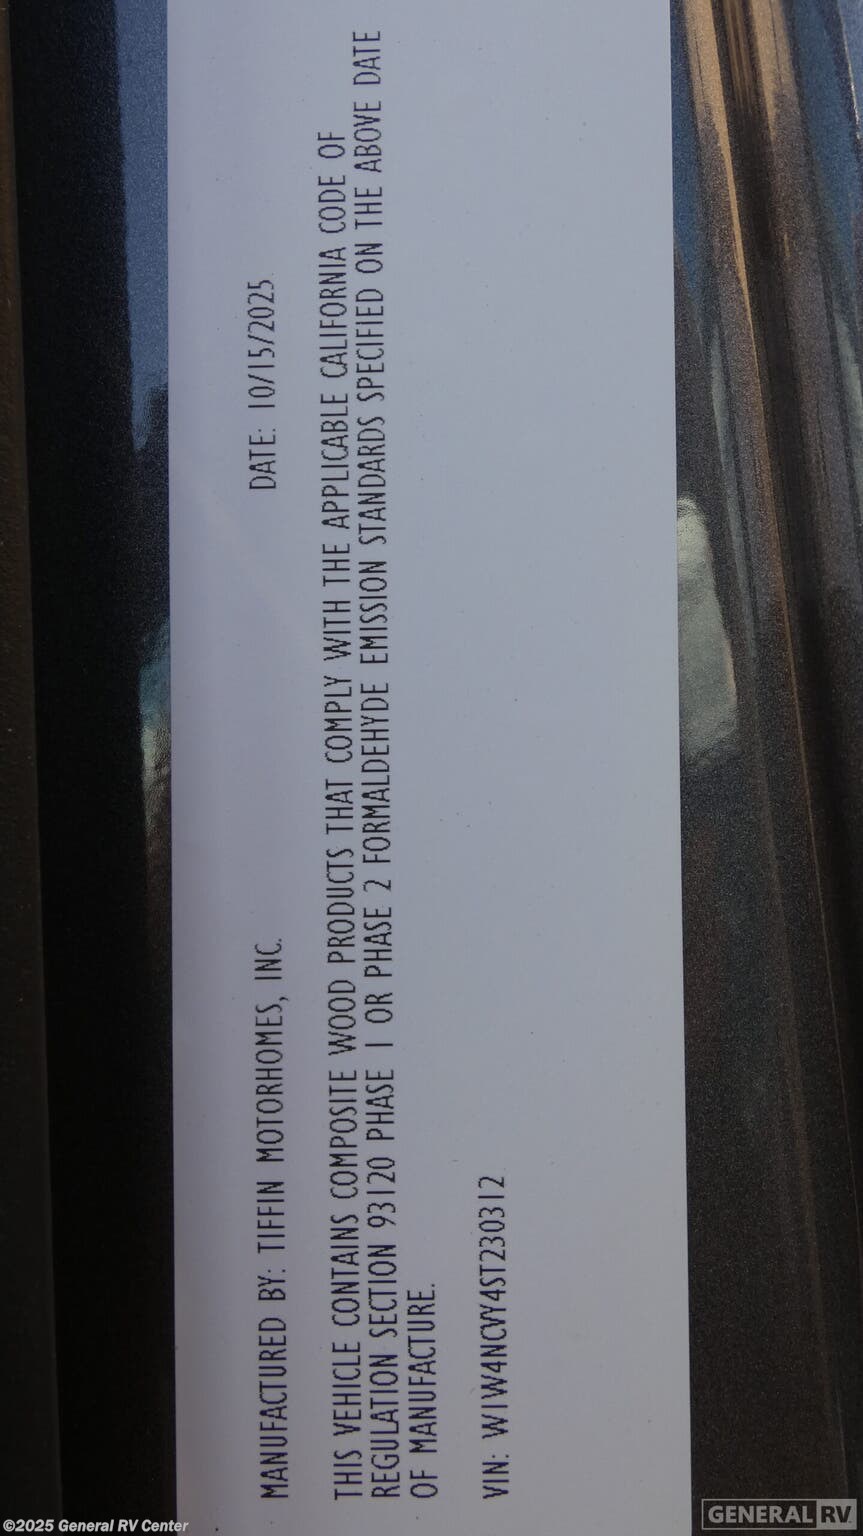 MANUFACTURED BY: TIFFIN MOTORHOMES, INC. DATE: 10/15/2025
THIS VEHICLE CONTAINS COMPOSITE WOOD PRODUCTS THAT COMPLY WITH THE APPLICABLE CALIFORNIA CODE OF
REGULATION SECTION 93120 PHASE 1 OR PHASE 2 FORMALDEHYDE EMISSION STANDARDS SPECIFIED ON THE ABOVE DATE
OF MANUFACTURE.
VIN: W1W4NCVY4ST230312
©2025 General RV Center
GENERAL RV